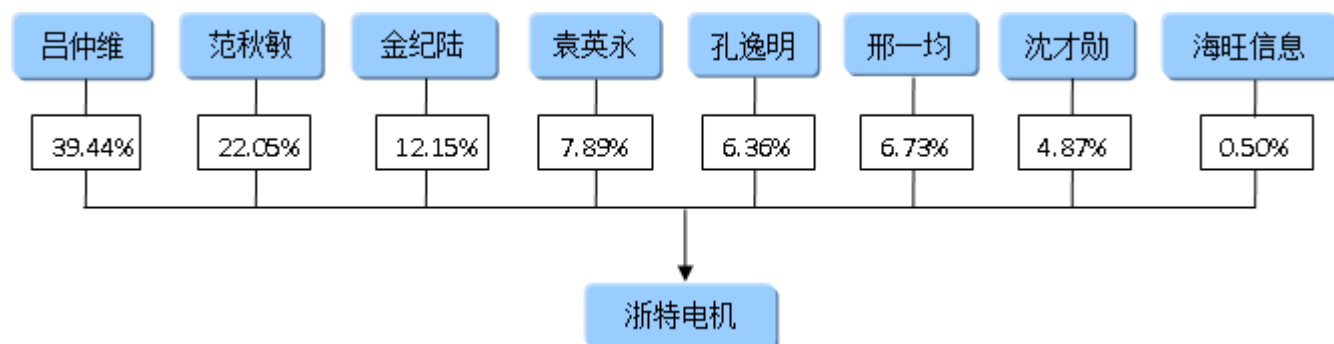 吕仲维 范秋敏 金纪陆 袁英永 孔逸明 邢一均 沈才勋 海旺信息
39.44% 22.05% 12.15% 7.89% 6.36% 6.73% 4.87% 0.50%
浙特电机